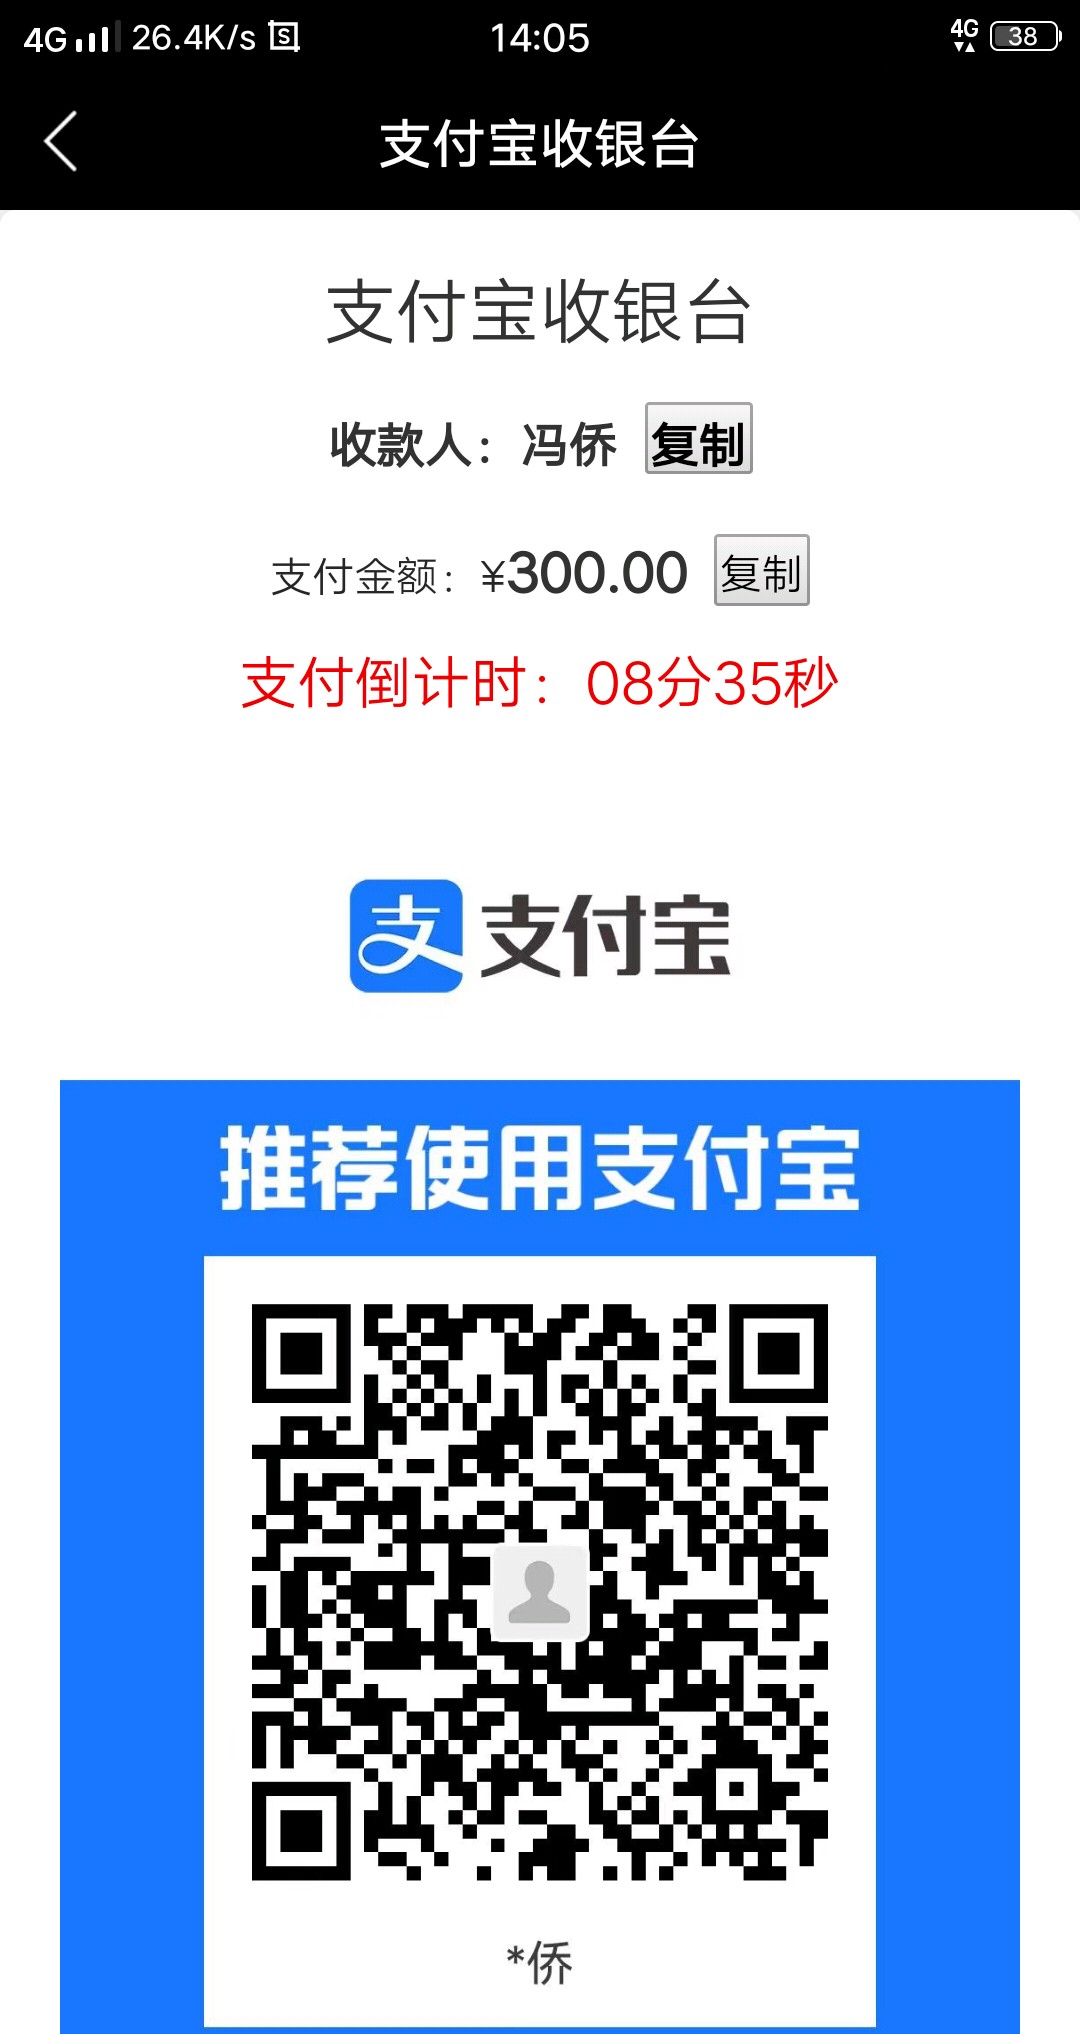 4G 26.4K/s 14:05 4G 38
支付宝收银台
支付宝收银台
收款人：冯侨 复制
支付金额：¥300.00 复制
支付倒计时：08分35秒
支 支付宝
推荐使用支付宝
*侨